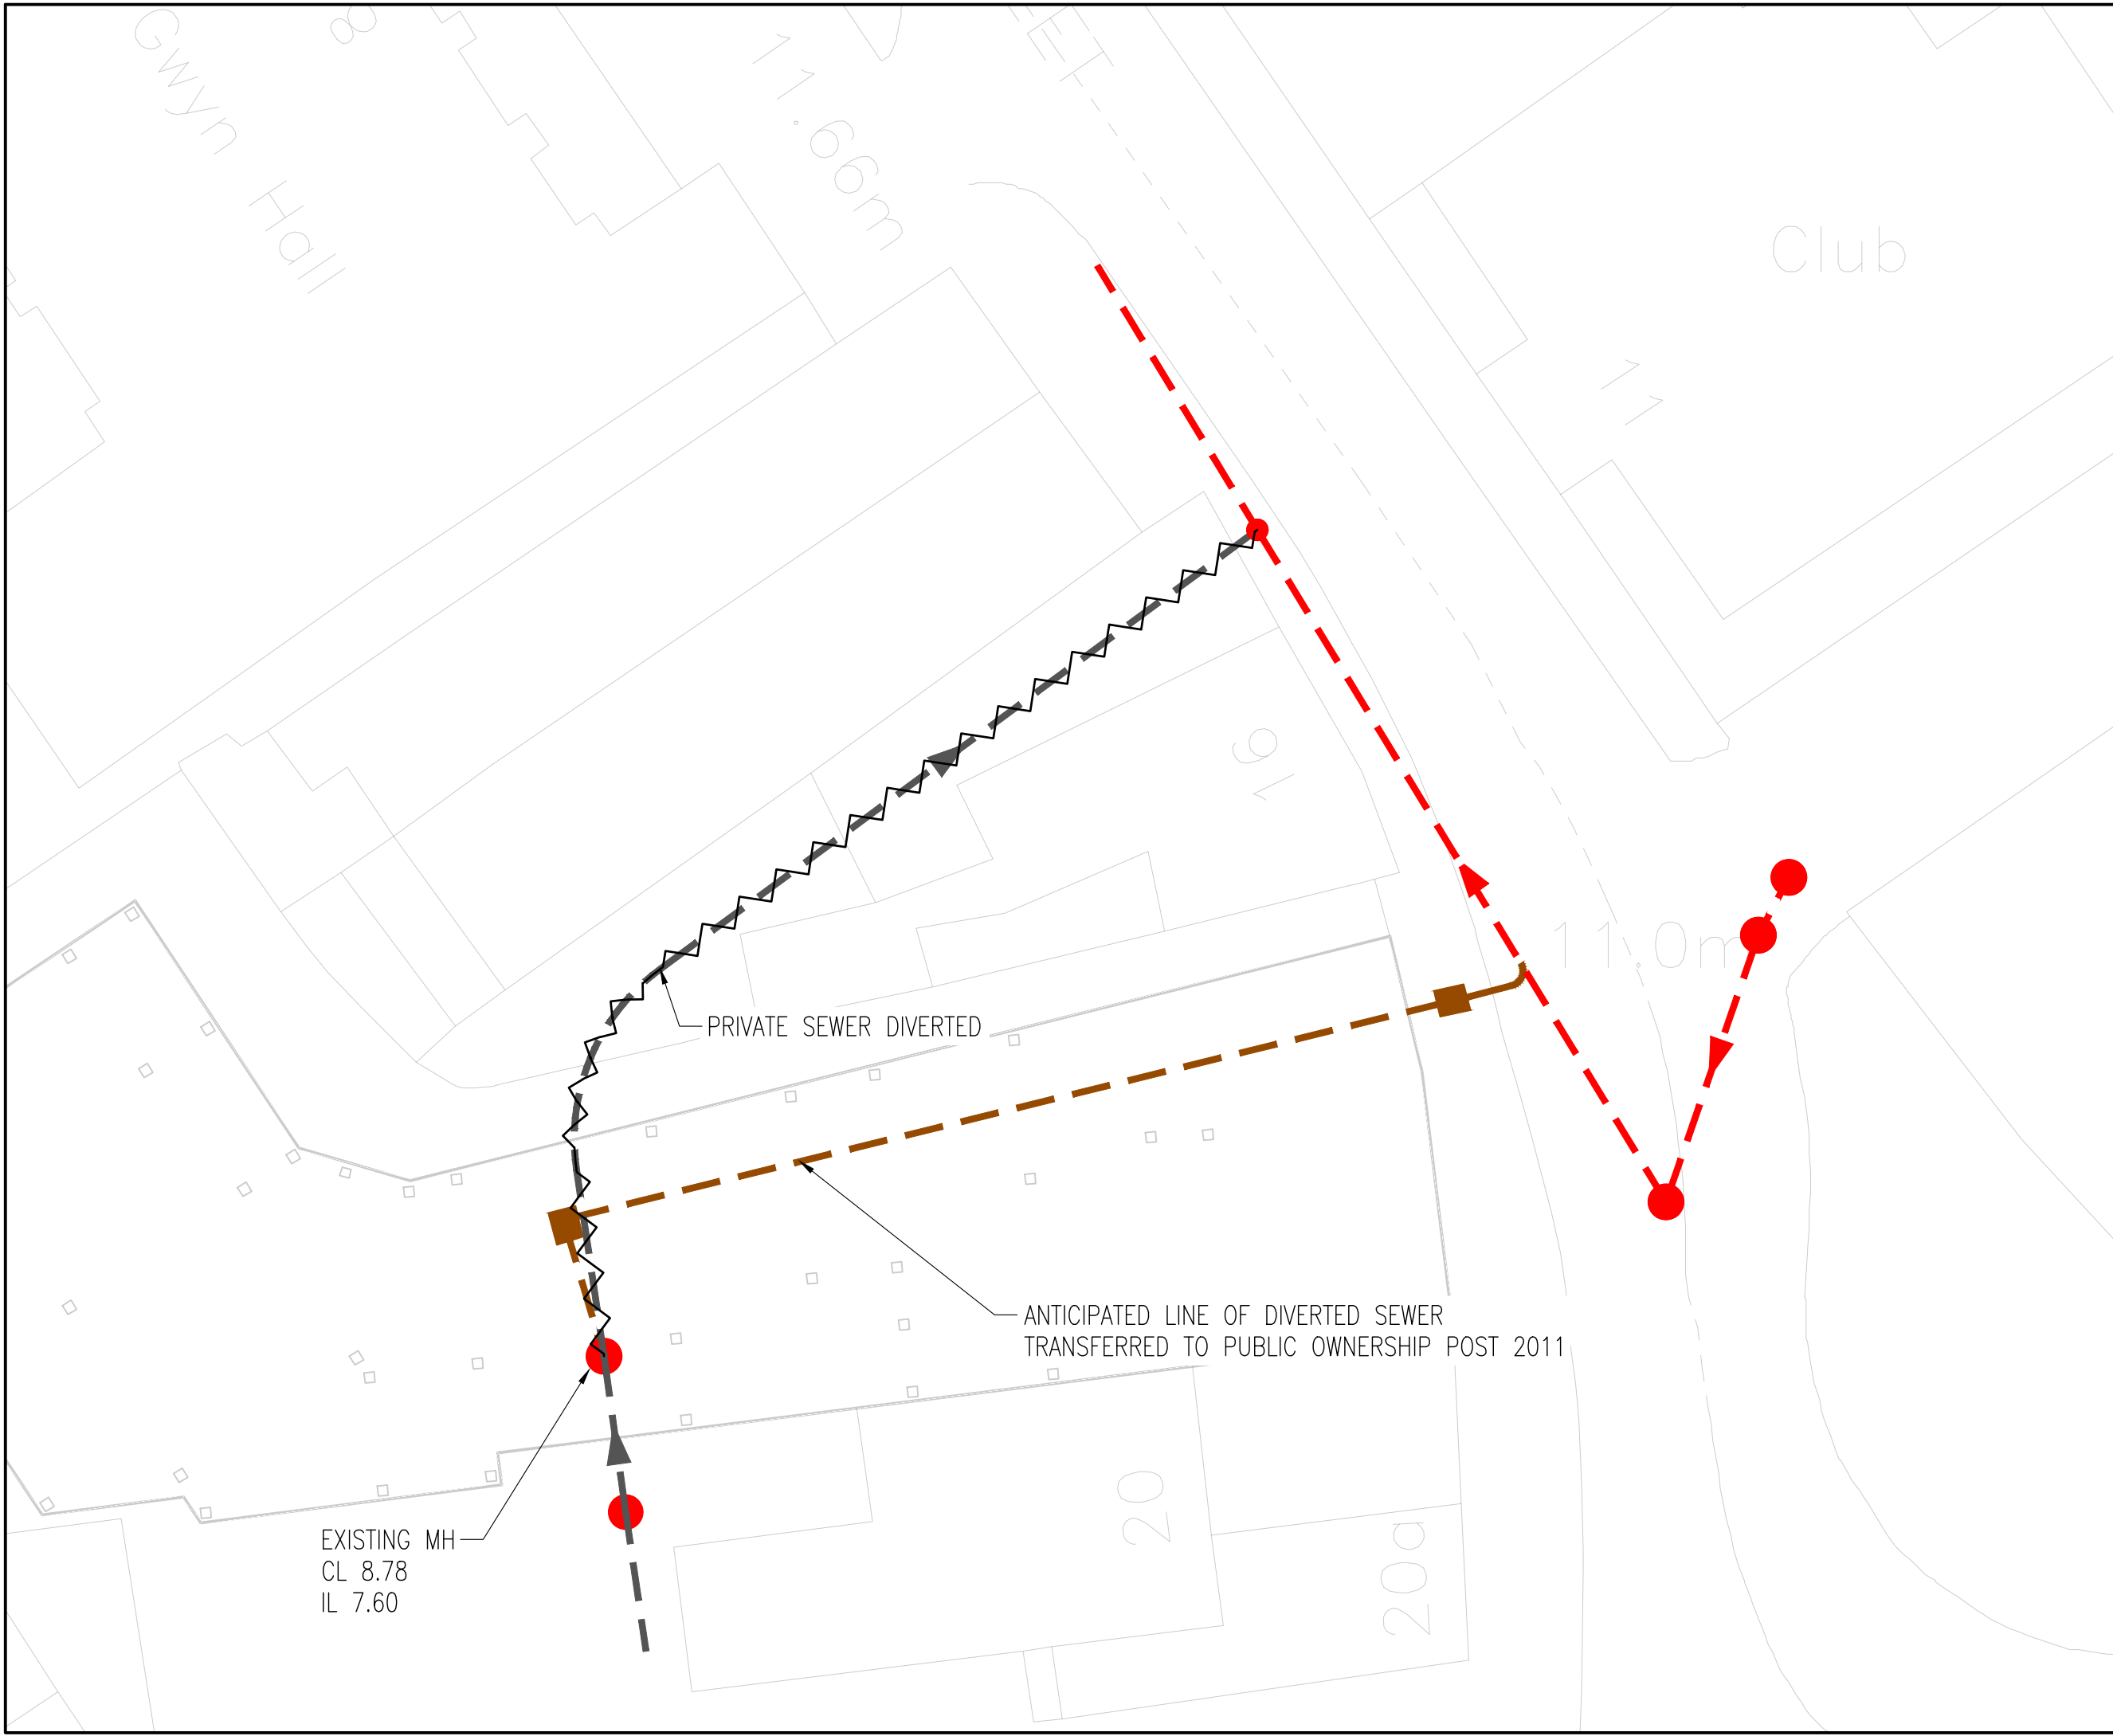 Gwyn Hall
8
11.66m
Club
11
16
11.0m
PRIVATE SEWER DIVERTED
ANTICIPATED LINE OF DIVERTED SEWER
TRANSFERRED TO PUBLIC OWNERSHIP POST 2011
EXISTING MH
CL 8.78
IL 7.60
20
20a